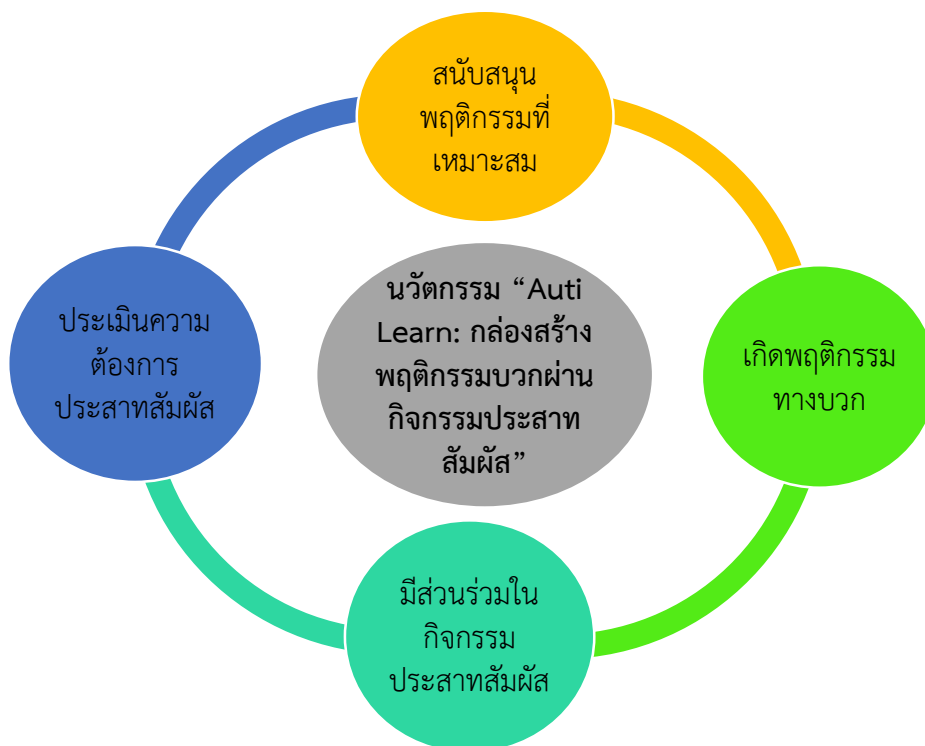 สนับสนุน
พฤติกรรมที่
เหมาะสม
ประเมินความ
ต้องการ
ประสาทสัมผัส
นวัตกรรม “Auti
Learn: กล่องสร้าง
พฤติกรรมบวกผ่าน
กิจกรรมประสาท
สัมผัส”
เกิดพฤติกรรม
ทางบวก
มีส่วนร่วมใน
กิจกรรม
ประสาทสัมผัส